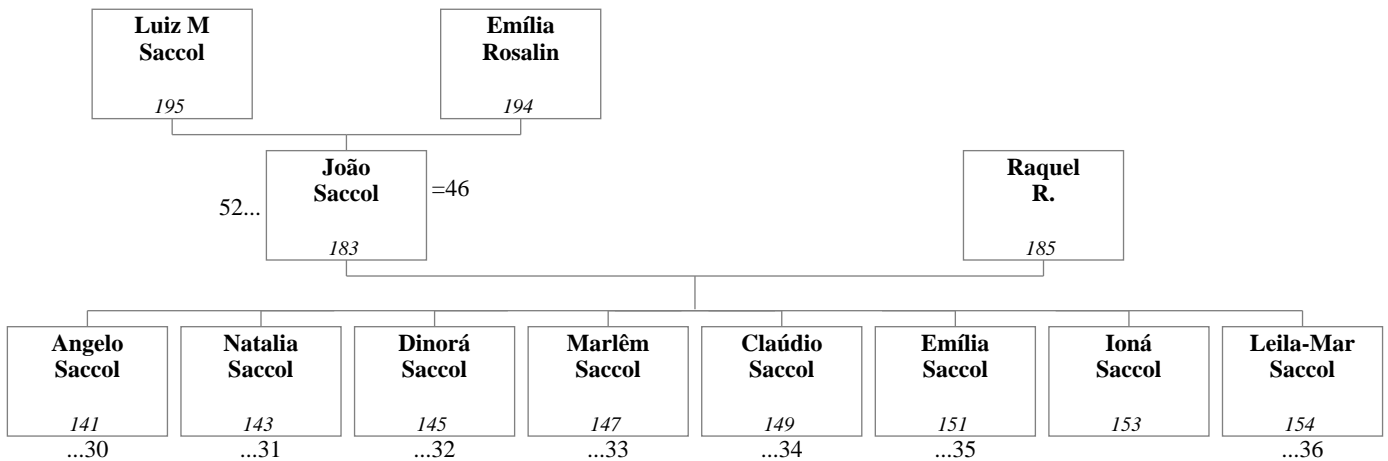 Luiz M
Saccol
195
Emília
Rosalin
194
52...
João
Saccol
183
=46
Raquel
R.
185
Angelo
Saccol
141
...30
Natalia
Saccol
143
...31
Dinorá
Saccol
145
...32
Marlêm
Saccol
147
...33
Claúdio
Saccol
149
...34
Emília
Saccol
151
...35
Ioná
Saccol
153
Leila-Mar
Saccol
154
...36